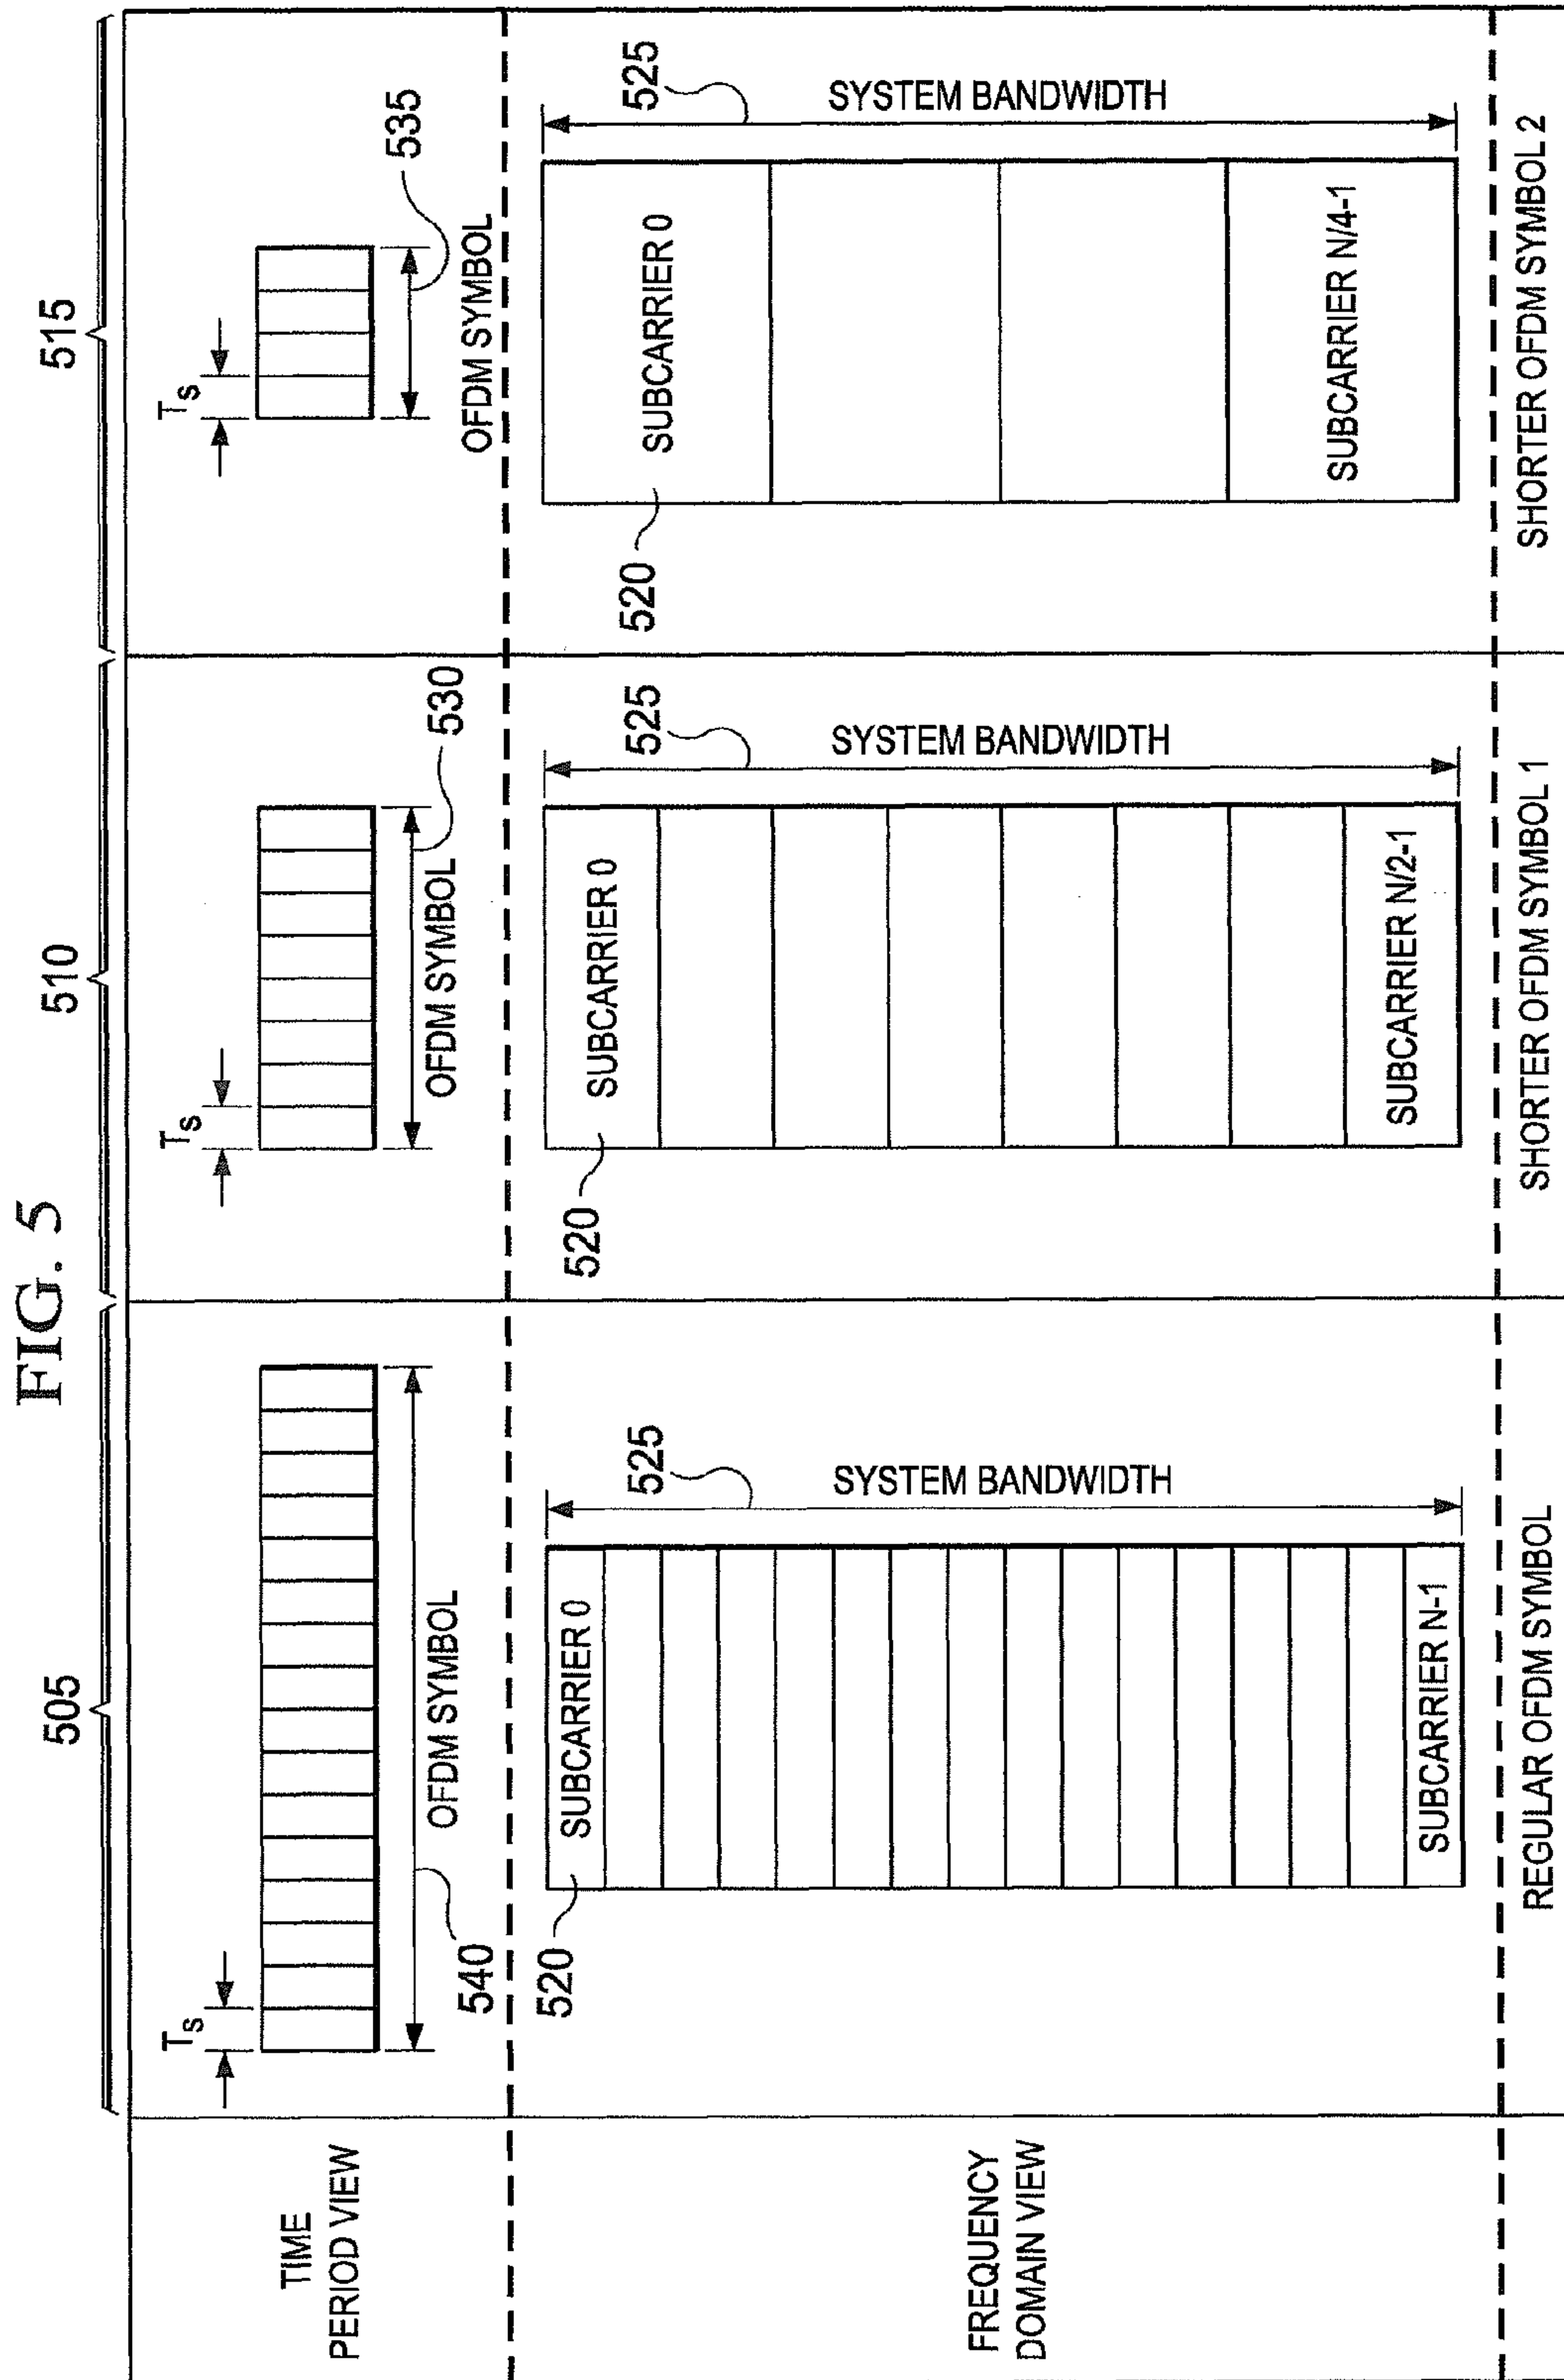 FIG. 5
505
510
515
TIME
PERIOD VIEW
Ts
540
OFDM SYMBOL
Ts
530
OFDM SYMBOL
Ts
535
OFDM SYMBOL
FREQUENCY
DOMAIN VIEW
520
SUBCARRIER 0
SUBCARRIER N-1
525
SYSTEM BANDWIDTH
520
SUBCARRIER 0
SUBCARRIER N/2-1
525
SYSTEM BANDWIDTH
520
SUBCARRIER 0
SUBCARRIER N/4-1
525
SYSTEM BANDWIDTH
REGULAR OFDM SYMBOL
SHORTER OFDM SYMBOL 1
SHORTER OFDM SYMBOL 2